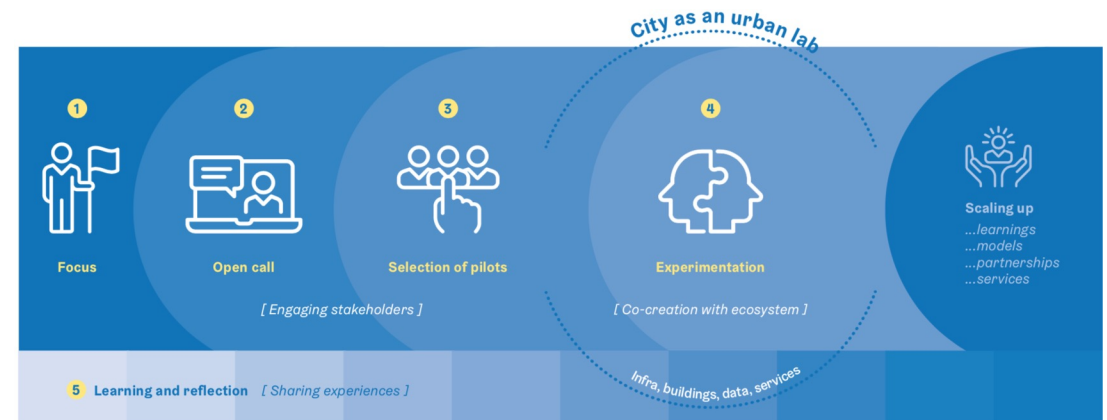 City as an urban lab
1
2
3
4
Focus
Open call
Selection of pilots
Experimentation
Scaling up
...learnings
...models
...partnerships
...services
[ Engaging stakeholders ]
[ Co-creation with ecosystem ]
Infra, buildings, data, services
5 Learning and reflection [ Sharing experiences ]